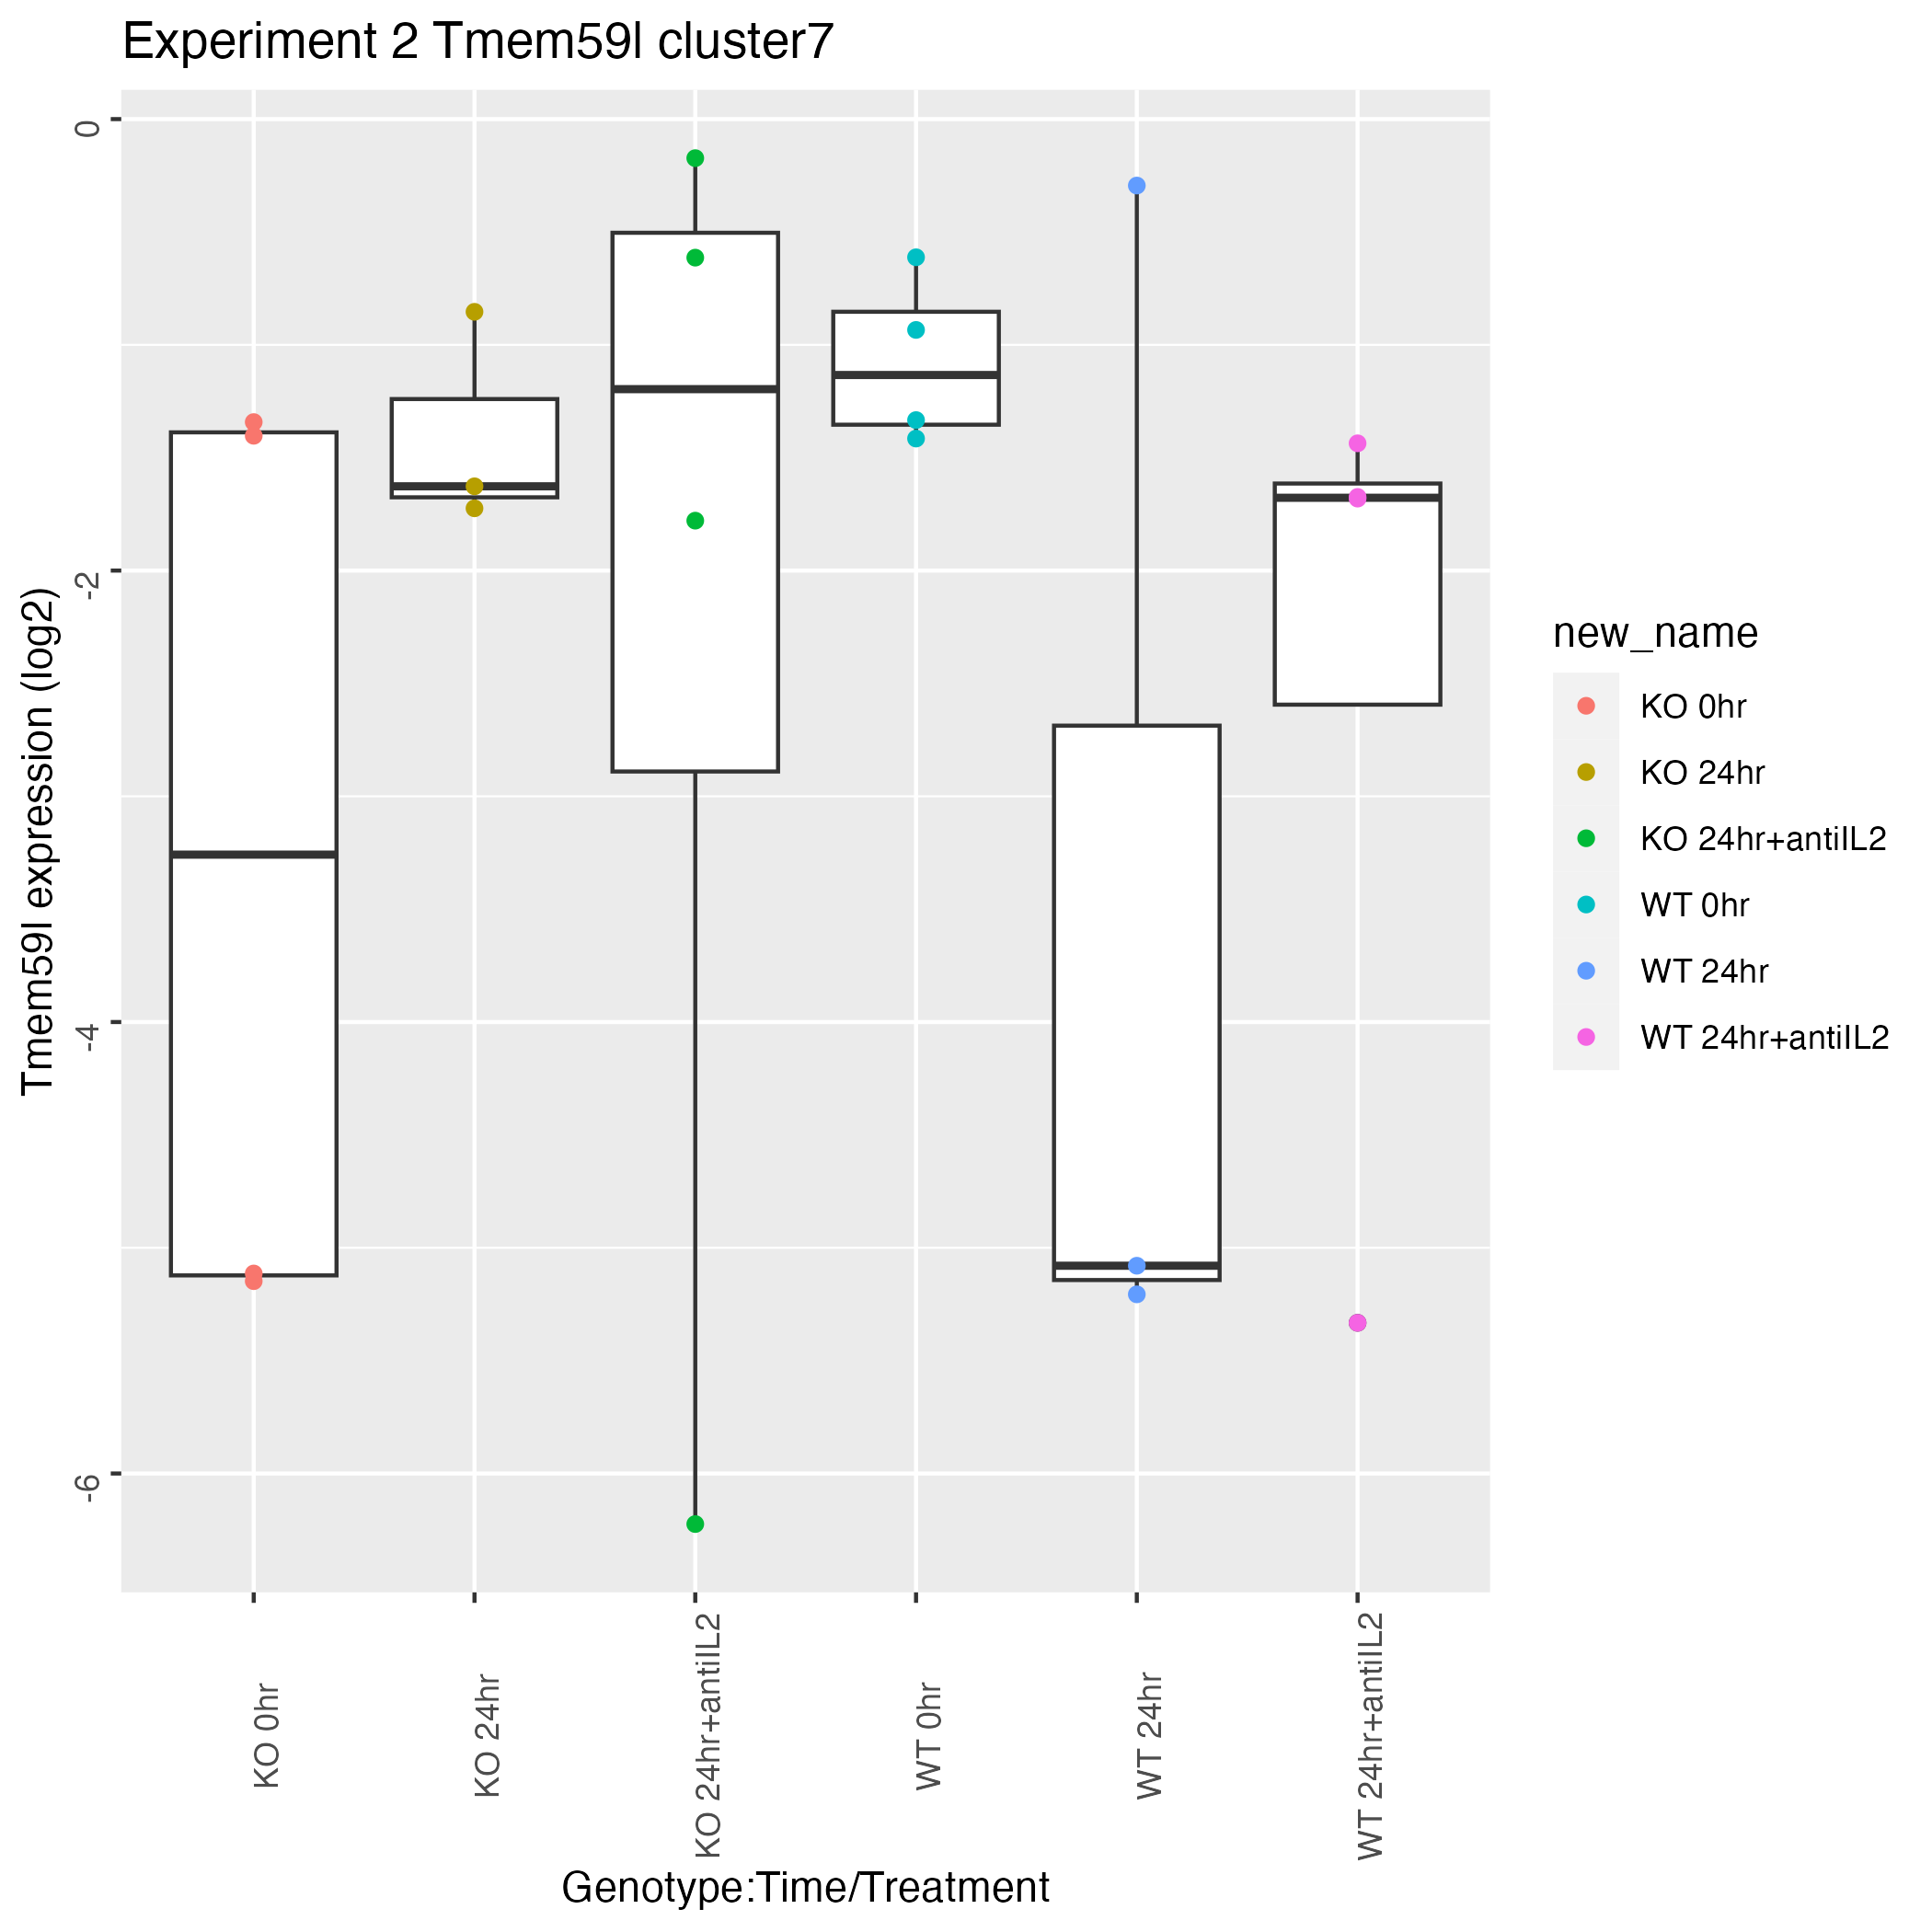 Experiment 2 Tmem59l cluster7
Tmem59l expression (log2)
0
-2
-4
-6
KO 0hr
KO 24hr
KO 24hr+antiIL2
WT 0hr
WT 24hr
WT 24hr+antiIL2
Genotype:Time/Treatment
new_name
KO 0hr
KO 24hr
KO 24hr+antiIL2
WT 0hr
WT 24hr
WT 24hr+antiIL2